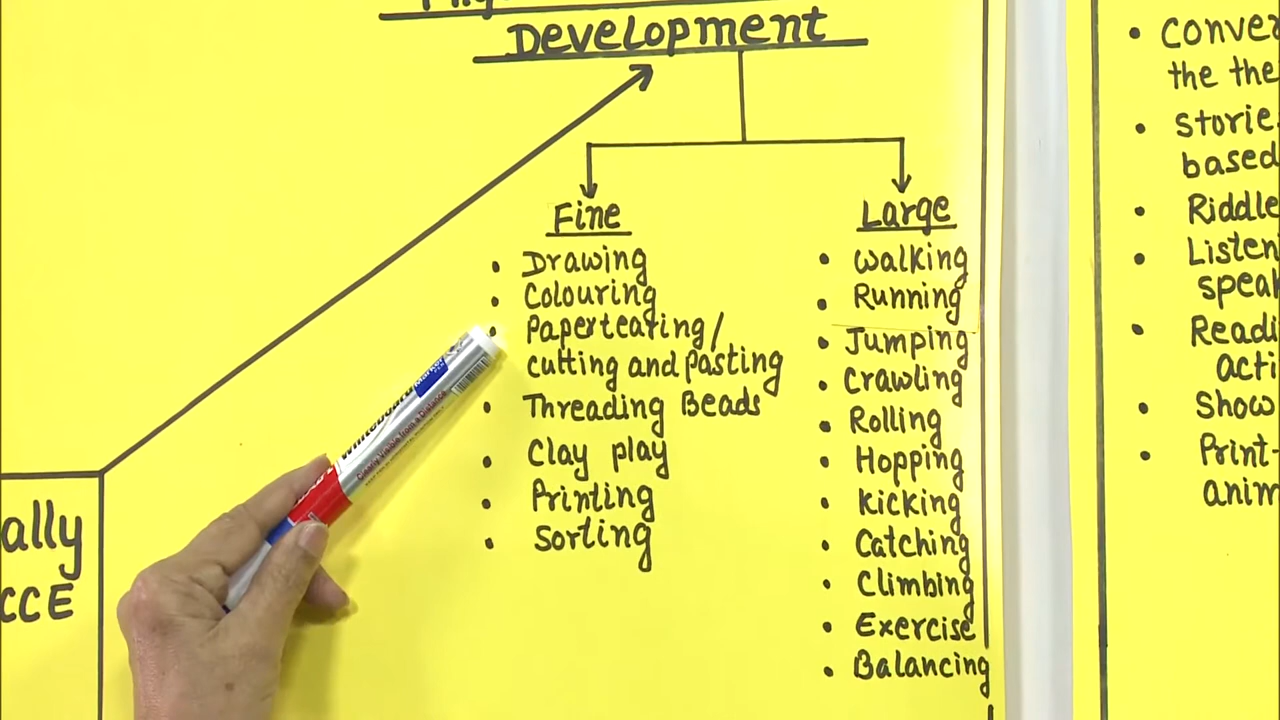 Development
Fine
Drawing
Colouring
Papertearing/
cutting and pasting
Threading Beads
Clay play
Printing
Sorting
Large
Walking
Running
Jumping
Crawling
Rolling
Hopping
Kicking
Catching
Climbing
Exercise
Balancing
ally
CCE
the the
Storie
based
Riddle
Listen
speak
Readi
acti
Show
Print-
anim
Whiteboard Marker